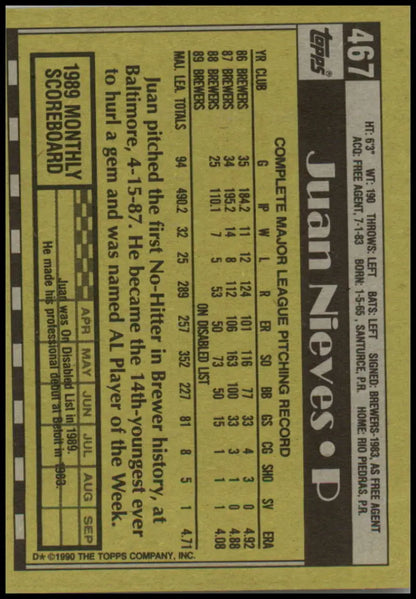 467
Topps®
Juan Nieves • P
HT: 6'3" WT: 190 THROWS: LEFT BATS: LEFT SIGNED: BREWERS-1983, AS FREE AGENT
ACQ: FREE AGENT, 7-1-83 BORN: 1-5-65, SANTURCE, P.R. HOME: RIO PIEDRAS, P.R.
COMPLETE MAJOR LEAGUE PITCHING RECORD
YR CLUB G IP W L R ER SO BB GS CG SHO SV ERA
86 BREWERS 35 184.2 11 12 124 101 116 77 33 4 3 0 4.92
87 BREWERS 34 195.2 14 8 112 106 163 100 33 3 1 0 4.88
88 BREWERS 25 110.1 7 5 53 50 73 50 15 1 1 1 4.08
89 BREWERS ON DISABLED LIST
MAJ. LEA. TOTALS 94 490.2 32 25 289 257 352 227 81 8 5 1 4.71
Juan pitched the first No-Hitter in Brewer history, at
Baltimore, 4-15-87. He became the 14th-youngest ever
to hurl a gem and was named AL Player of the Week.
1989 MONTHLY
SCOREBOARD
APR MAY JUN JUL AUG SEP
Juan was On Disabled List in 1989.
He made his professional debut at Beloit in 1983.
D* ©1990 THE TOPPS COMPANY, INC.